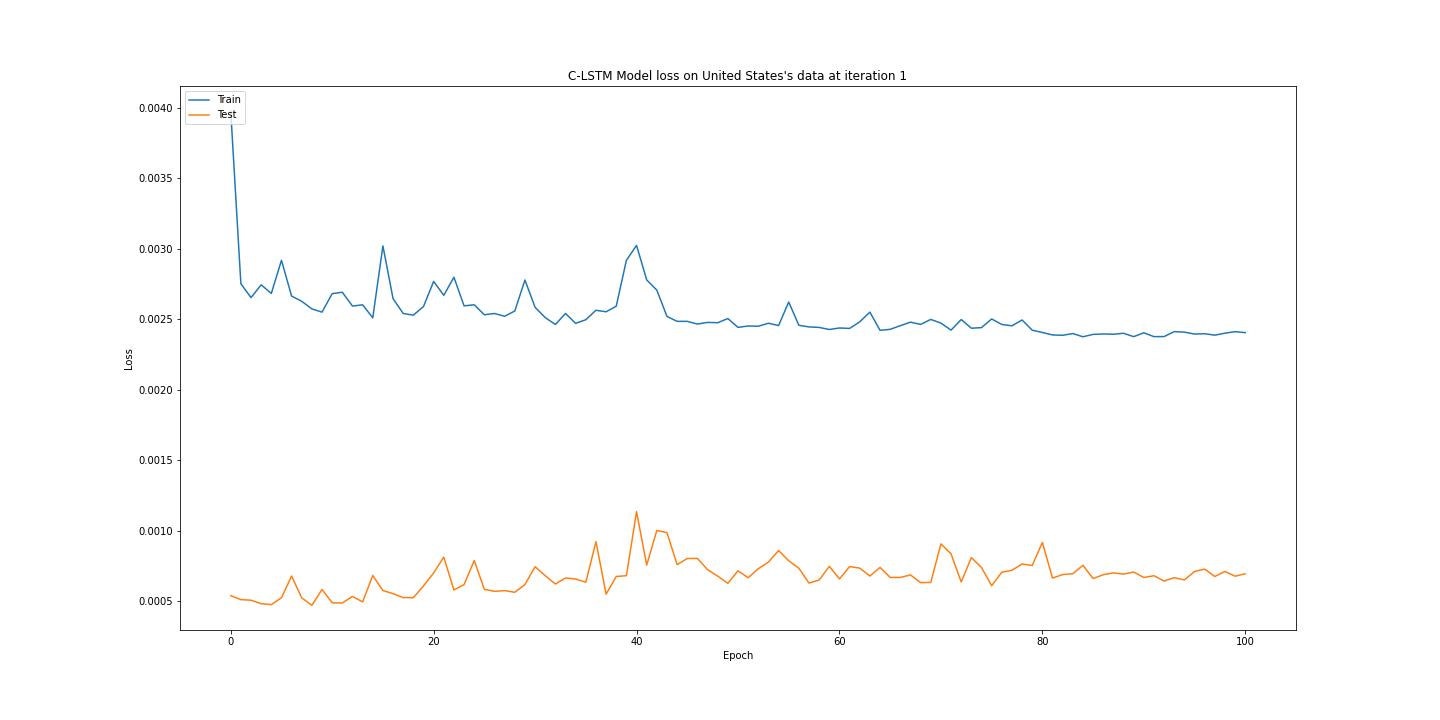 C-LSTM Model loss on United States's data at iteration 1
Train
Test
0.0040
0.0035
0.0030
0.0025
0.0020
0.0015
0.0010
0.0005
Loss
0 20 40 60 80 100
Epoch